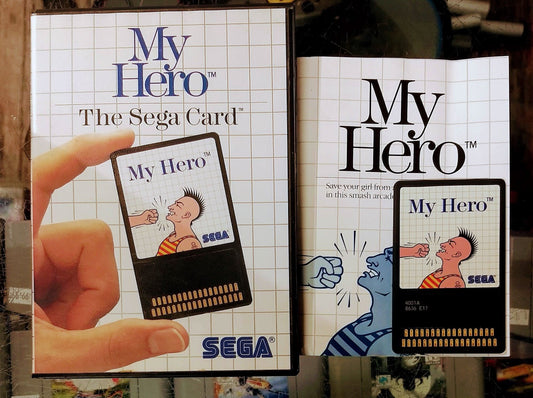 My
Hero™
The Sega Card™
My Hero™
SEGA
SEGA®
My
Hero™
Save your girl from
in this smash arcade
My Hero™
SEGA
4001A
8636 E11